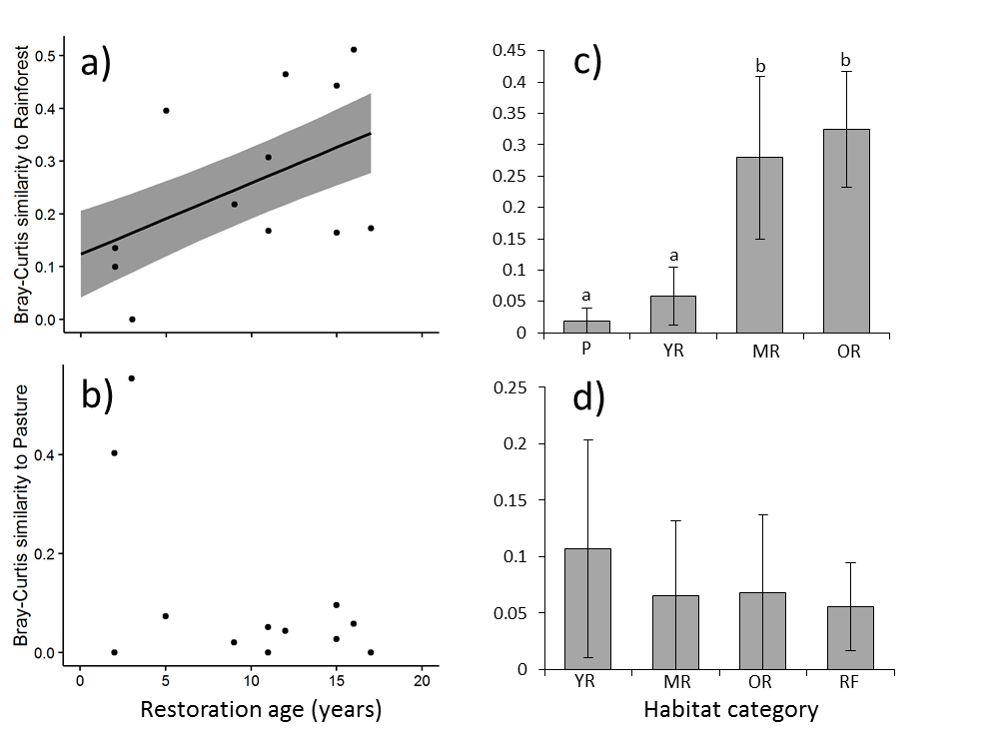 a)
Bray-Curtis similarity to Rainforest
0.5
0.4
0.3
0.2
0.1
0.0
b)
Bray-Curtis similarity to Pasture
0.4
0.2
0.0
0 5 10 15 20
Restoration age (years)
c)
0.45
0.4
0.35
0.3
0.25
0.2
0.15
0.1
0.05
0
a a b b
P YR MR OR
d)
0.25
0.2
0.15
0.1
0.05
0
YR MR OR RF
Habitat category